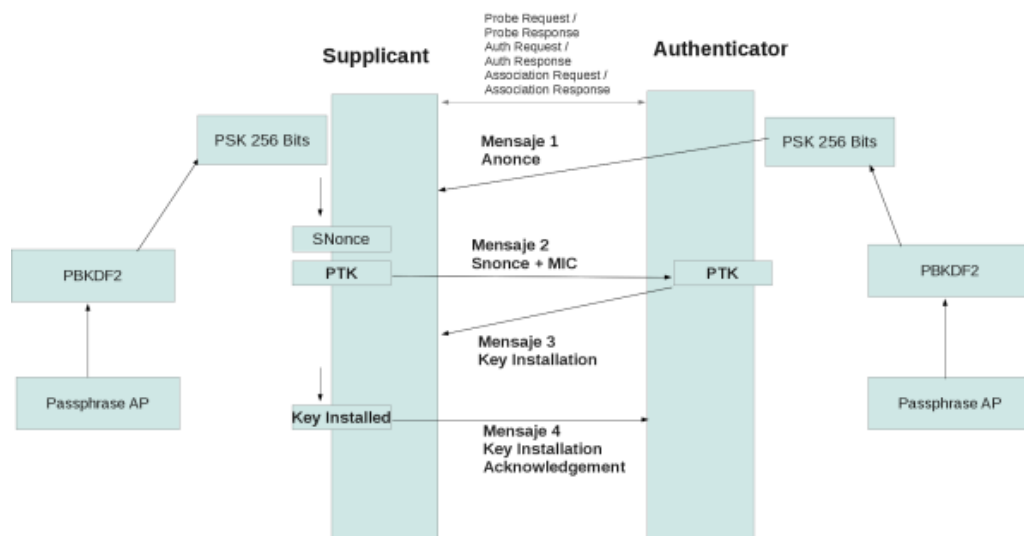 Probe Request /
Probe Response
Auth Request /
Auth Response
Association Request /
Association Response
Supplicant
Authenticator
PSK 256 Bits
Mensaje 1
Anonce
PSK 256 Bits
SNonce
PBKDF2
PTK
Mensaje 2
Snonce + MIC
PTK
PBKDF2
Mensaje 3
Key Installation
Passphrase AP
Key Installed
Passphrase AP
Mensaje 4
Key Installation
Acknowledgement